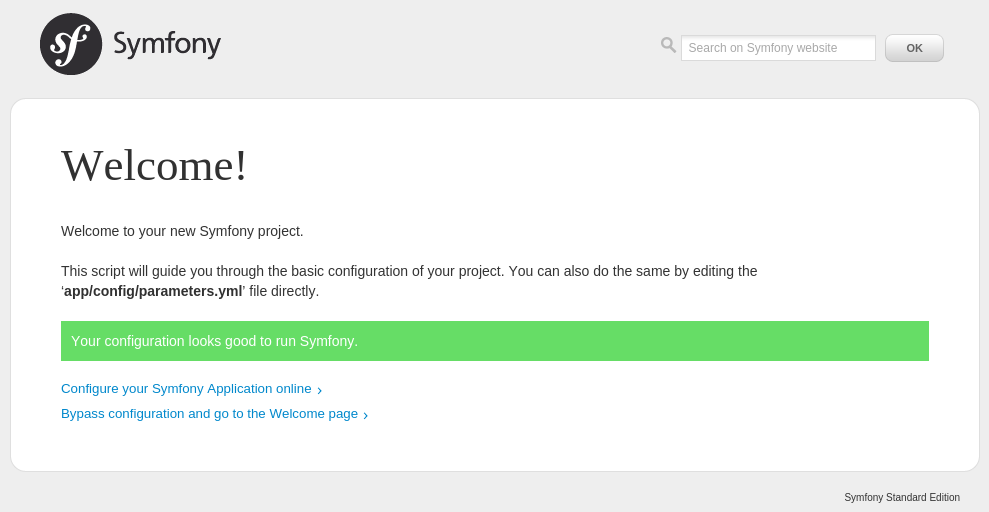 sf Symfony
Search on Symfony website
OK
Welcome!
Welcome to your new Symfony project.
This script will guide you through the basic configuration of your project. You can also do the same by editing the
‘app/config/parameters.yml’ file directly.
Your configuration looks good to run Symfony.
Configure your Symfony Application online ›
Bypass configuration and go to the Welcome page ›
Symfony Standard Edition